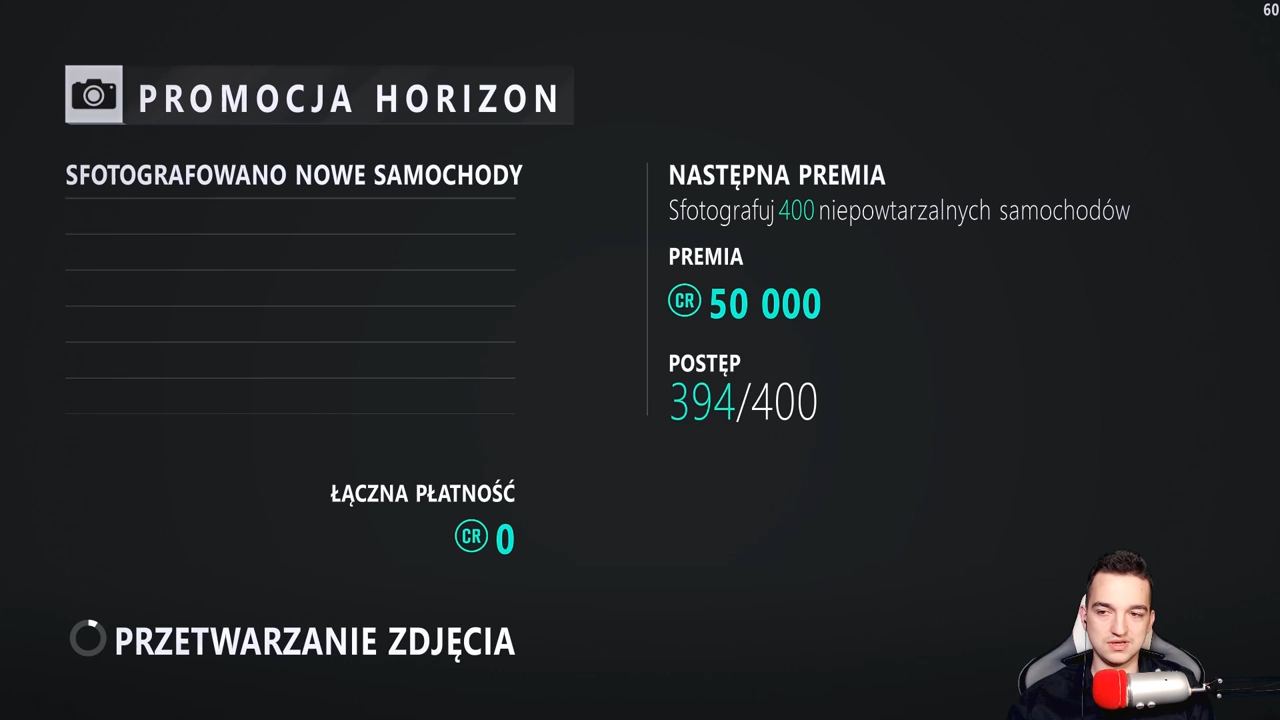 60
PROMOCJA HORIZON
SFOTOGRAFOWANO NOWE SAMOCHODY
ŁĄCZNA PŁATNOŚĆ
CR 0
PRZETWARZANIE ZDJĘCIA
NASTĘPNA PREMIA
Sfotografuj 400 niepowtarzalnych samochodów
PREMIA
CR 50 000
POSTĘP
394/400